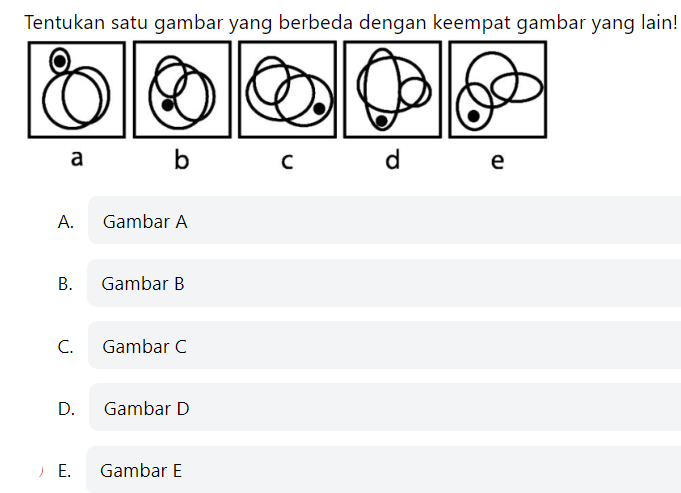 Tentukan satu gambar yang berbeda dengan keempat gambar yang lain!
a b c d e
A. Gambar A
B. Gambar B
C. Gambar C
D. Gambar D
E. Gambar E